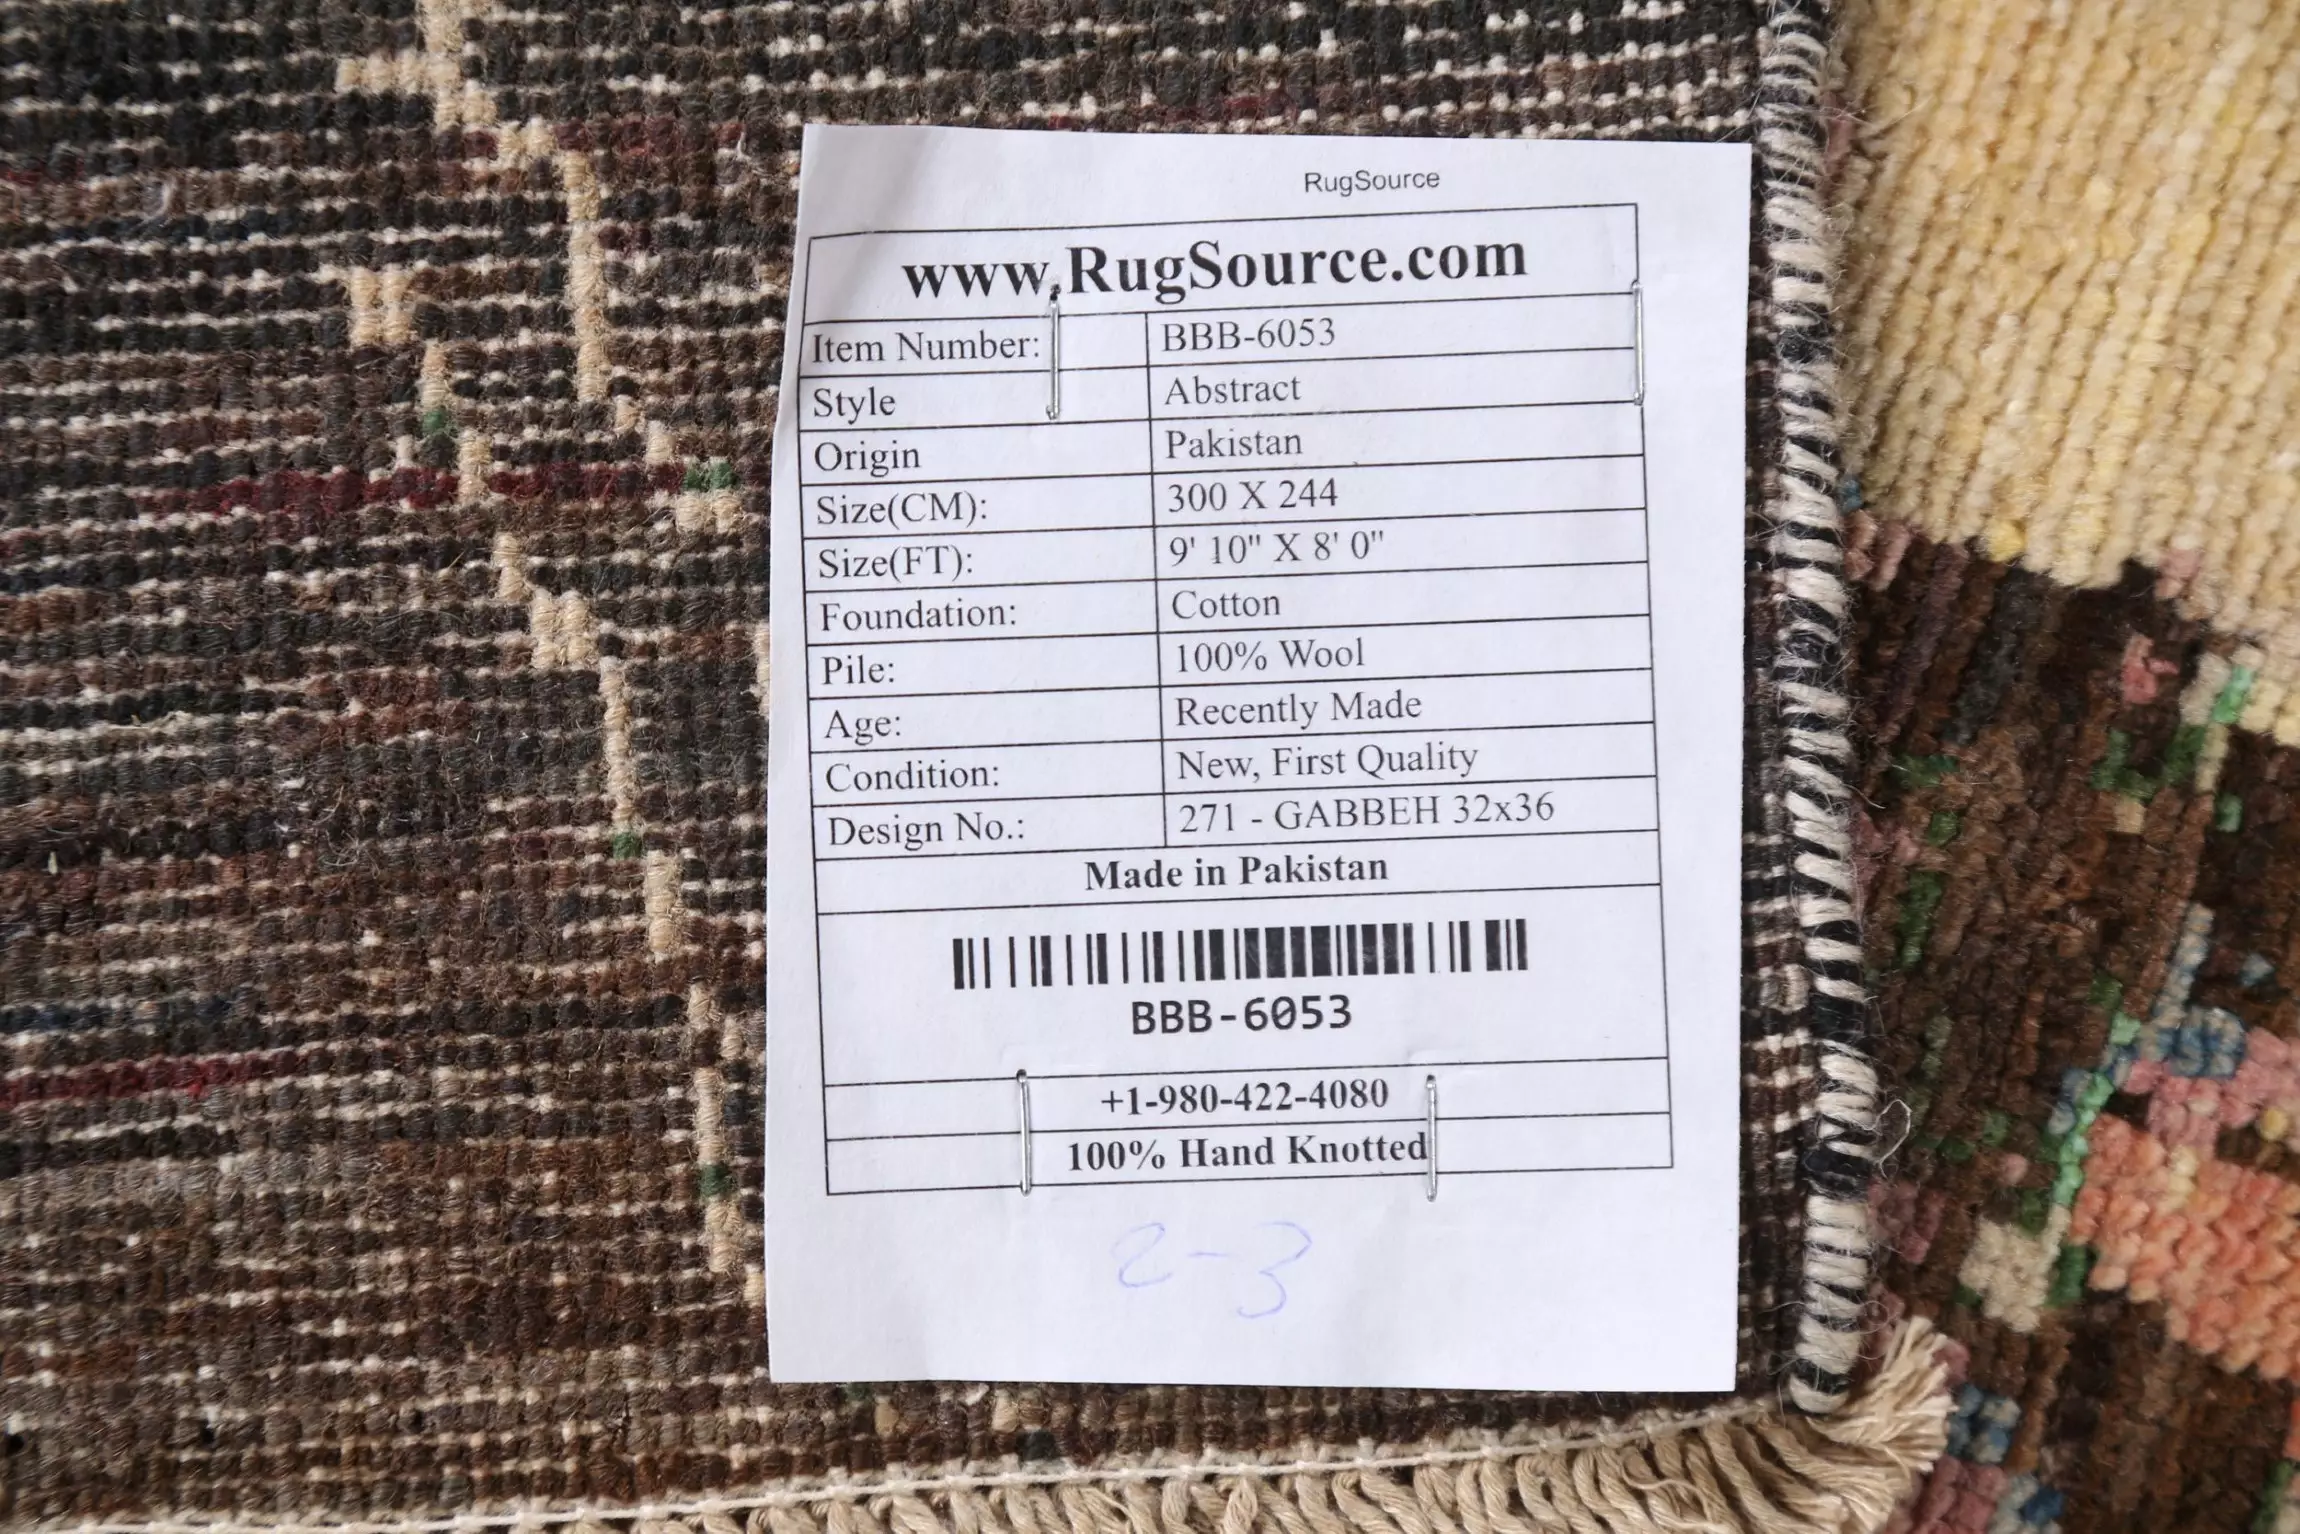 RugSource
www.RugSource.com
Item Number: BBB-6053
Style Abstract
Origin Pakistan
Size(CM): 300 X 244
Size(FT): 9' 10" X 8' 0"
Foundation: Cotton
Pile: 100% Wool
Age: Recently Made
Condition: New, First Quality
Design No.: 271 - GABBEH 32x36
Made in Pakistan
BBB-6053
+1-980-422-4080
100% Hand Knotted
2-3